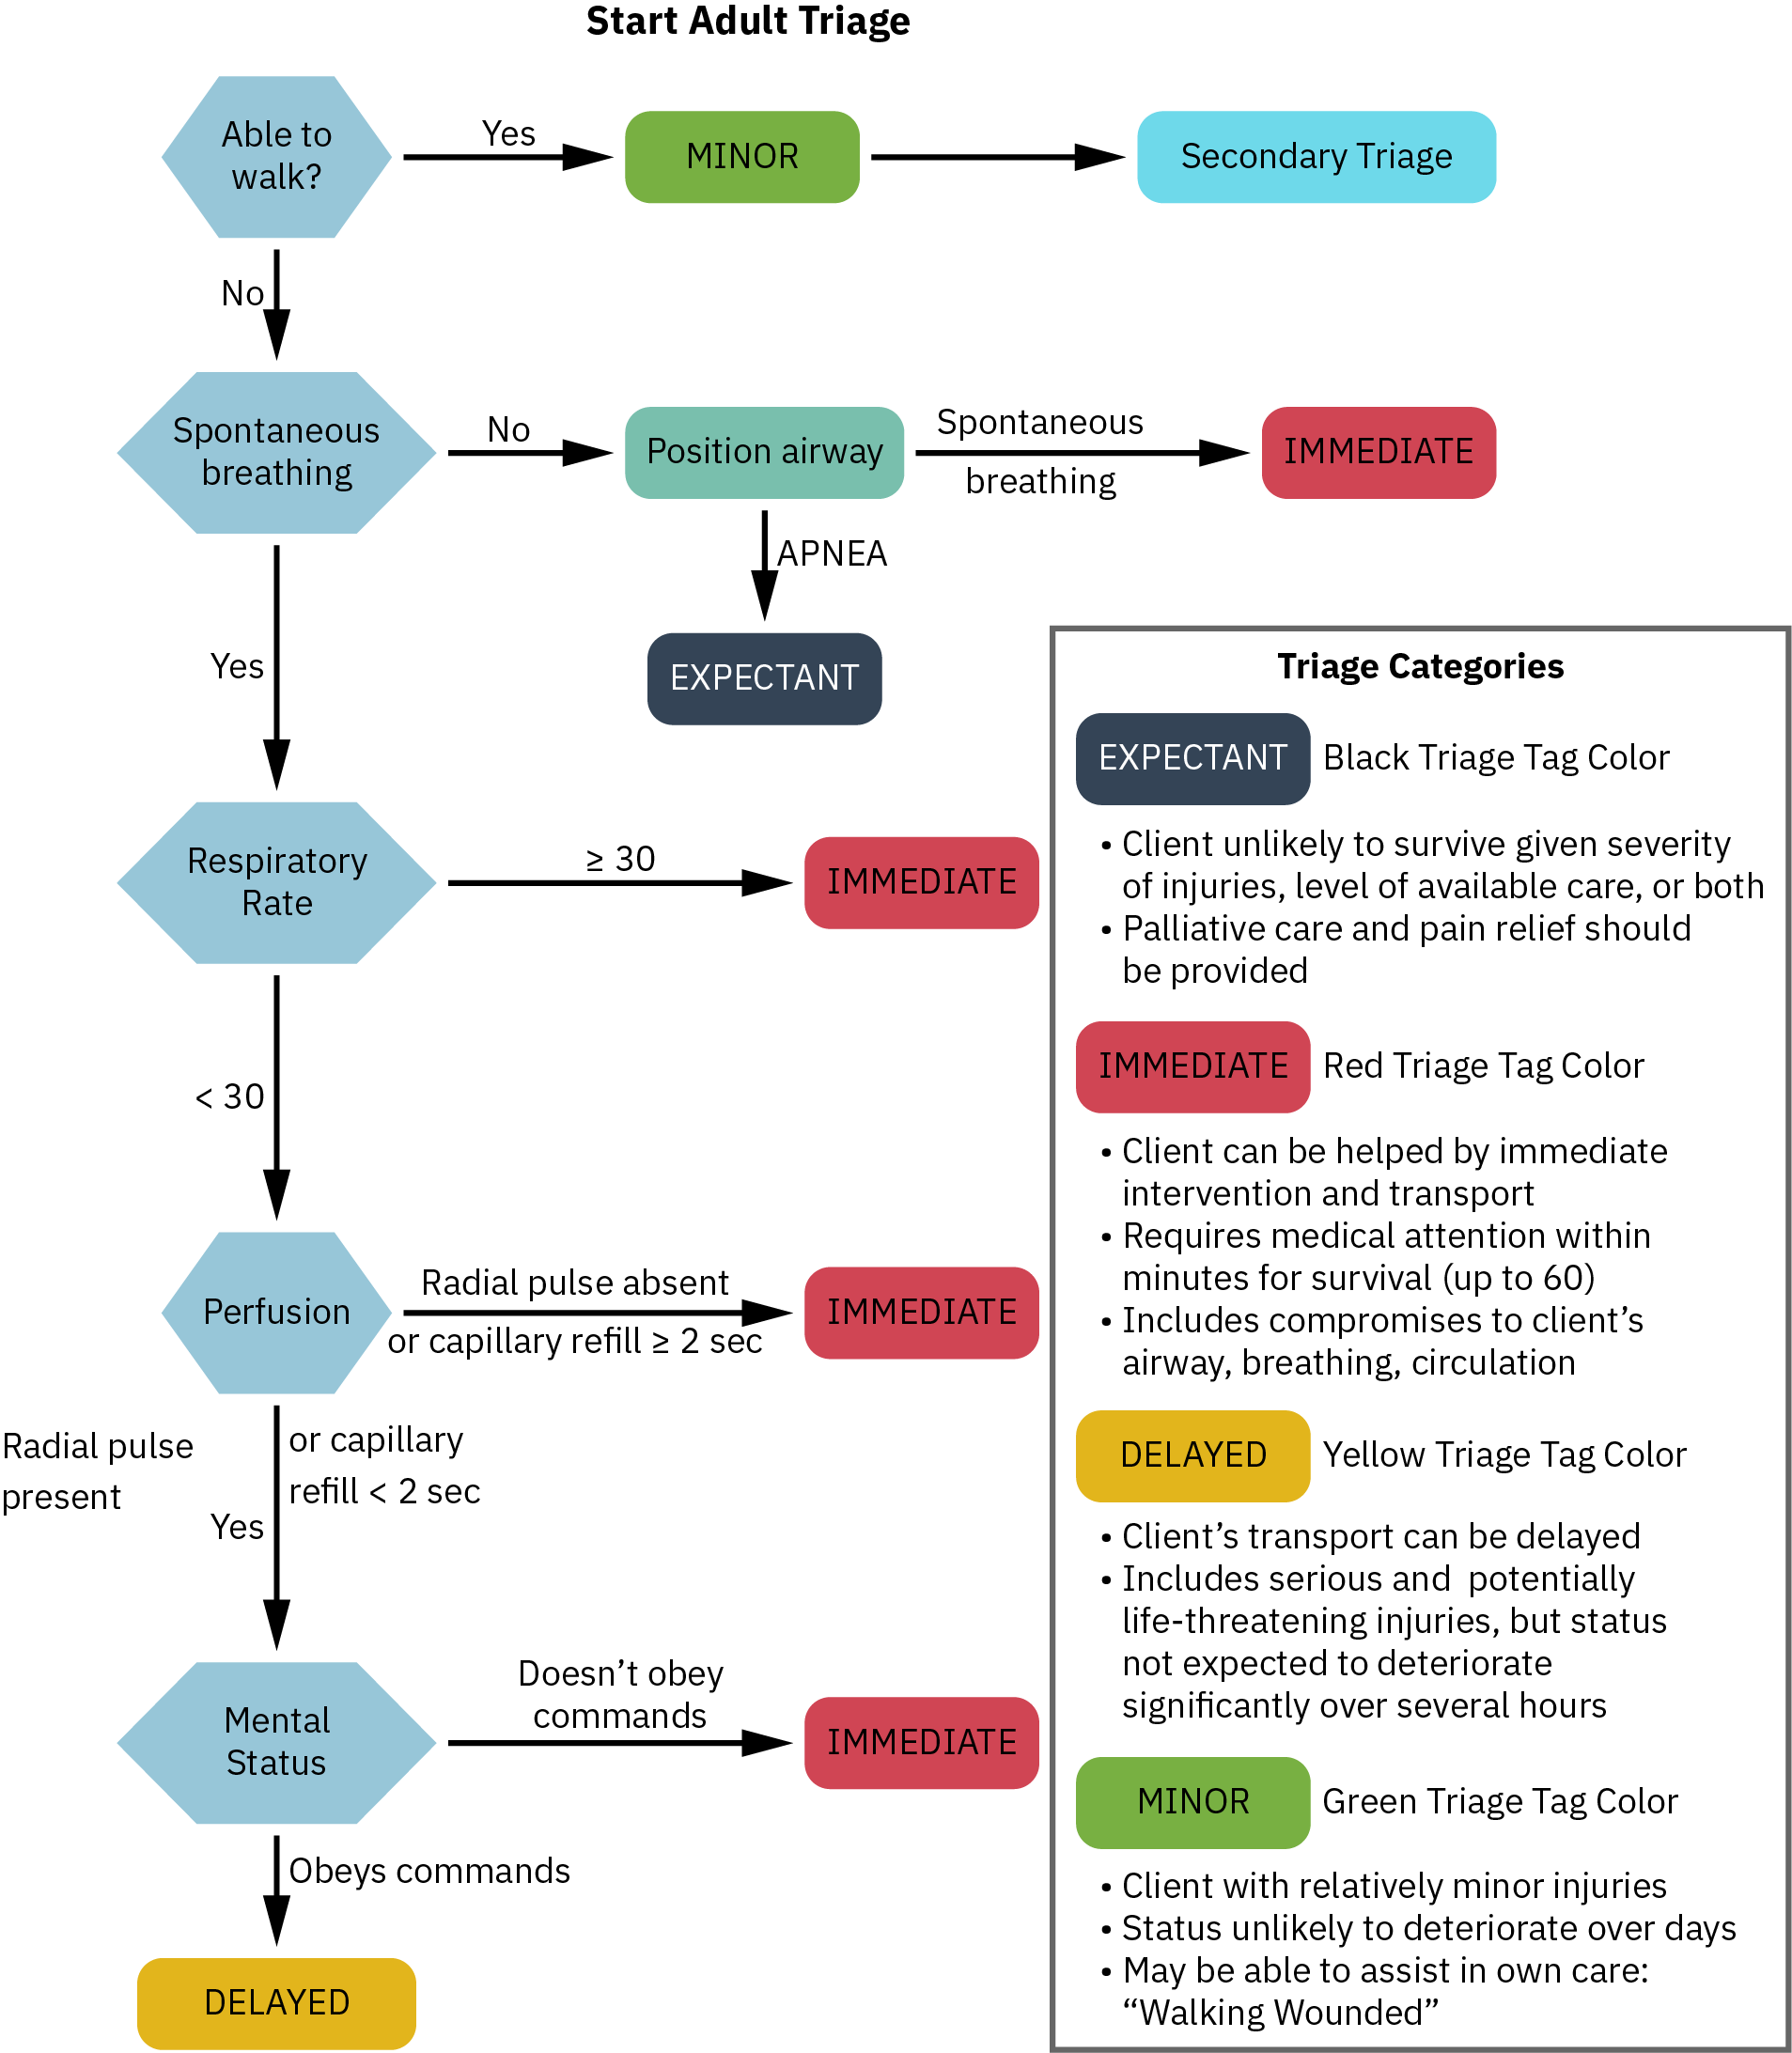 Start Adult Triage
Able to
walk?
Yes
MINOR
Secondary Triage
No
Spontaneous
breathing
No
Position airway
Spontaneous
breathing
IMMEDIATE
APNEA
EXPECTANT
Yes
Respiratory
Rate
≥ 30
IMMEDIATE
< 30
Perfusion
Radial pulse absent
or capillary refill ≥ 2 sec
IMMEDIATE
Radial pulse
present
or capillary
refill < 2 sec
Yes
Mental
Status
Doesn’t obey
commands
IMMEDIATE
Obeys commands
DELAYED
Triage Categories
EXPECTANT Black Triage Tag Color
• Client unlikely to survive given severity
of injuries, level of available care, or both
• Palliative care and pain relief should
be provided
IMMEDIATE Red Triage Tag Color
• Client can be helped by immediate
intervention and transport
• Requires medical attention within
minutes for survival (up to 60)
• Includes compromises to client’s
airway, breathing, circulation
DELAYED Yellow Triage Tag Color
• Client’s transport can be delayed
• Includes serious and potentially
life-threatening injuries, but status
not expected to deteriorate
significantly over several hours
MINOR Green Triage Tag Color
• Client with relatively minor injuries
• Status unlikely to deteriorate over days
• May be able to assist in own care:
“Walking Wounded”